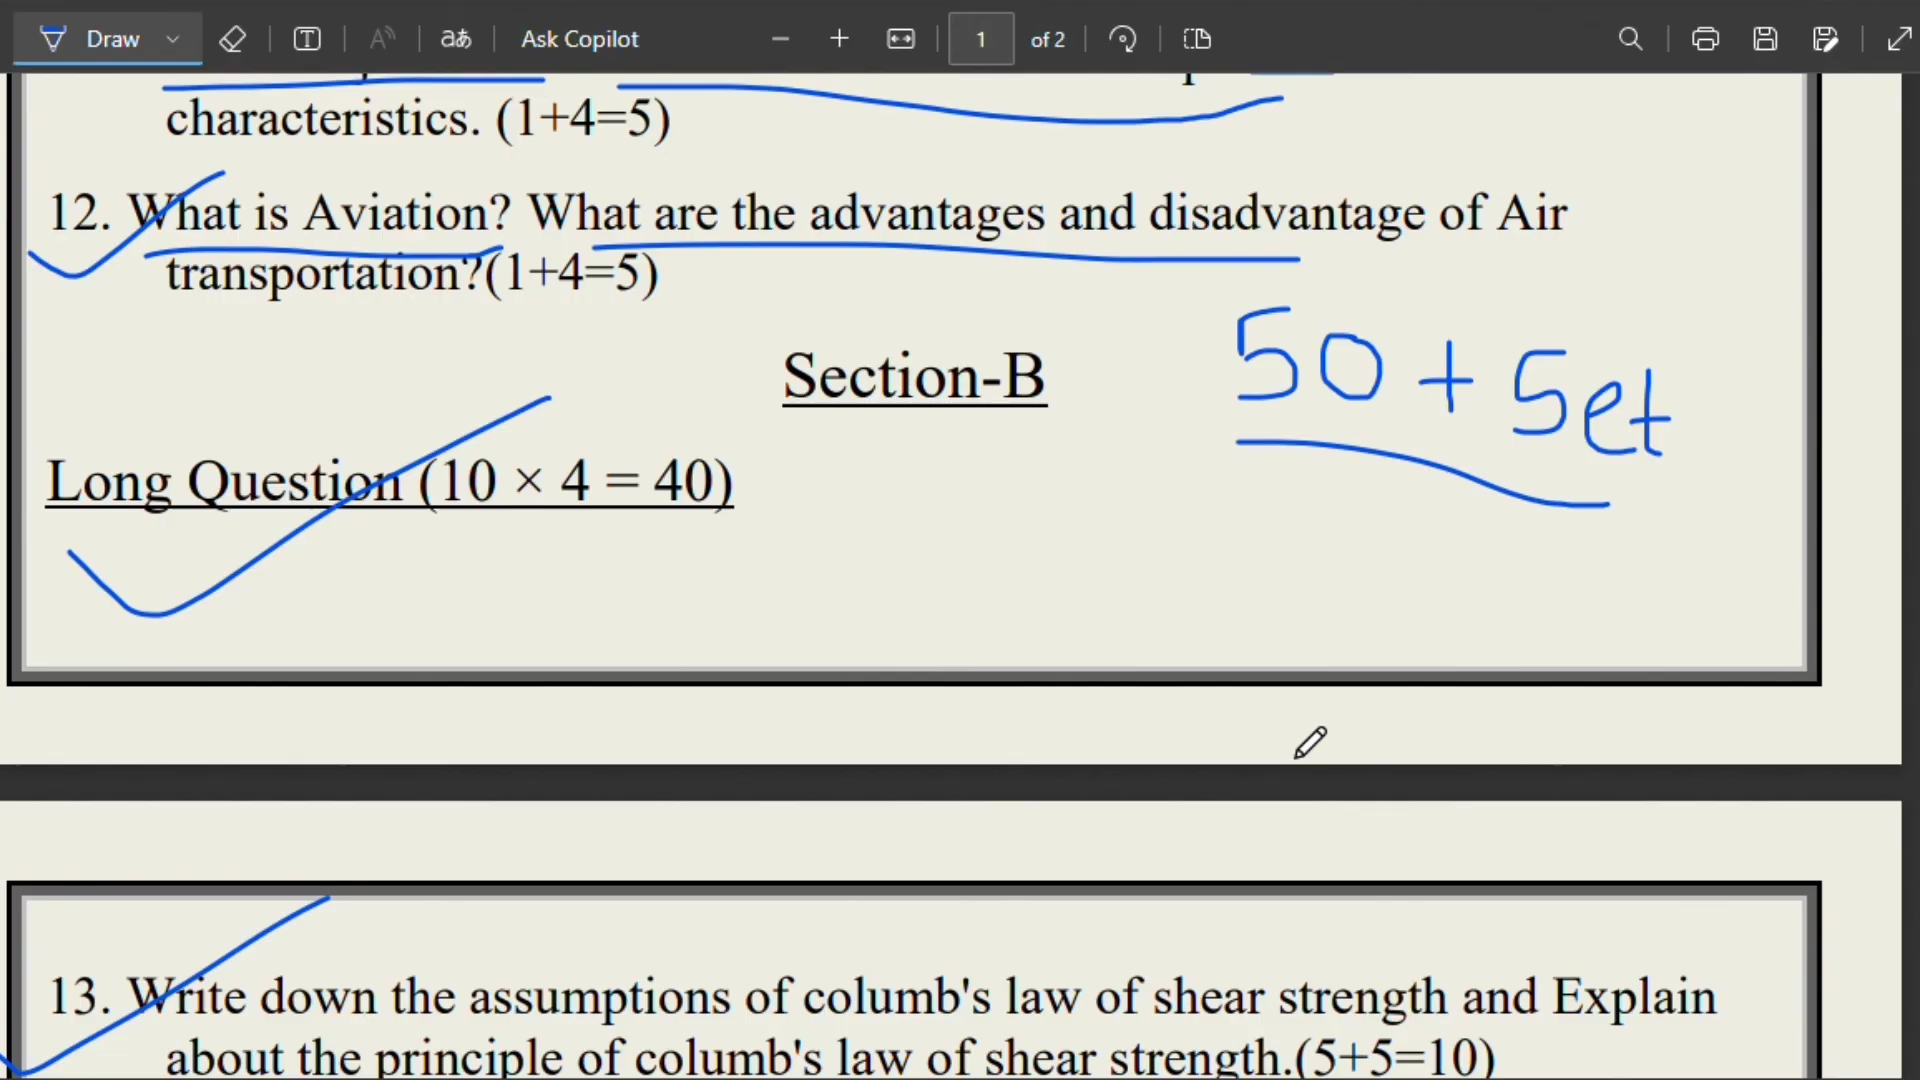 Draw aあ Ask Copilot 1 of 2
characteristics. (1+4=5)
12. What is Aviation? What are the advantages and disadvantage of Air
transportation?(1+4=5)
Section-B
50 + Set
Long Question (10 × 4 = 40)
13. Write down the assumptions of columb's law of shear strength and Explain
about the principle of columb's law of shear strength.(5+5=10)